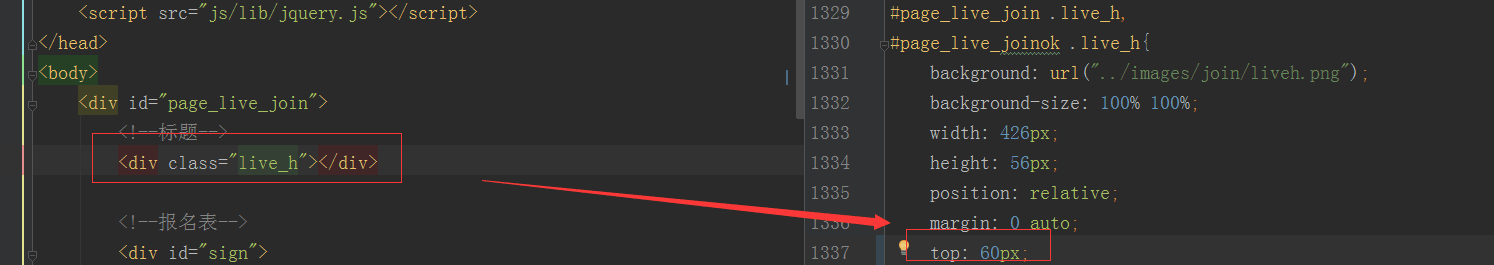 <script src="js/lib/jquery.js"></script>
</head>
<body>
<div id="page_live_join">
<!--标题-->
<div class="live_h"></div>
<!--报名表-->
<div id="sign">
1329 #page_live_join .live_h,
1330 #page_live_joinok .live_h{
1331 background: url("../images/join/liveh.png");
1332 background-size: 100% 100%;
1333 width: 426px;
1334 height: 56px;
1335 position: relative;
1336 margin: 0 auto;
1337 top: 60px;